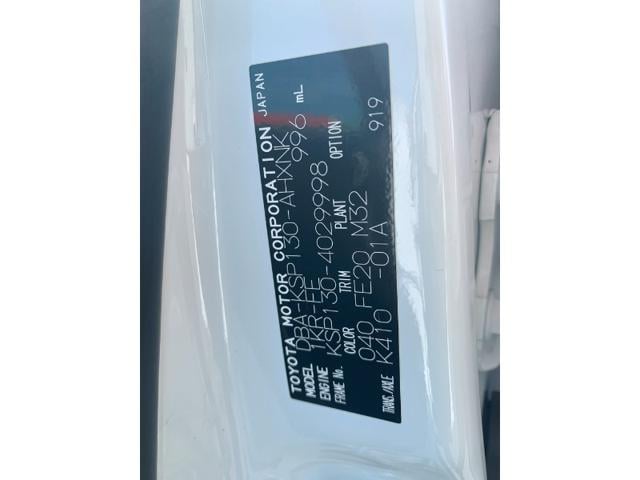 TOYOTA MOTOR CORPORATION JAPAN
MODEL DBA-KSP130-AHXNK
ENGINE 1KR-FE 996 mL
FRAME No. KSP130-4029998
COLOR TRIM PLANT OPTION
040 FE20 M32 919
TRANS./AXLE K410 -01A